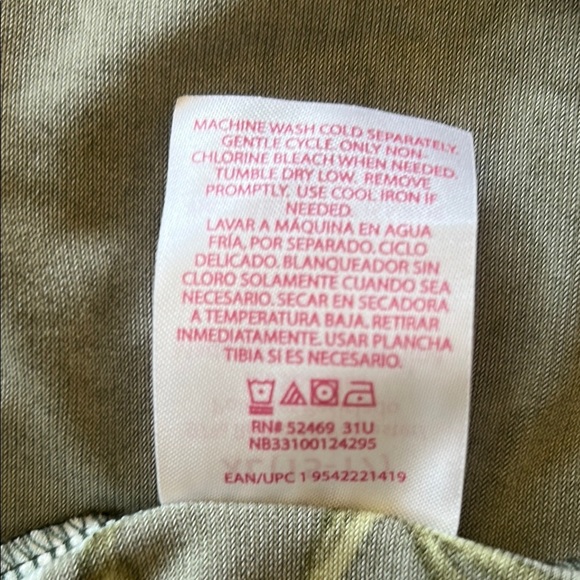 MACHINE WASH COLD SEPARATELY.
GENTLE CYCLE. ONLY NON-
CHLORINE BLEACH WHEN NEEDED.
TUMBLE DRY LOW. REMOVE
PROMPTLY. USE COOL IRON IF
NEEDED.
LAVAR A MÁQUINA EN AGUA
FRÍA, POR SEPARADO. CICLO
DELICADO. BLANQUEADOR SIN
CLORO SOLAMENTE CUANDO SEA
NECESARIO. SECAR EN SECADORA
A TEMPERATURA BAJA. RETIRAR
INMEDIATAMENTE. USAR PLANCHA
TIBIA SI ES NECESARIO.
RN# 52469 31U
NB33100124295
EAN/UPC 1 9542221419